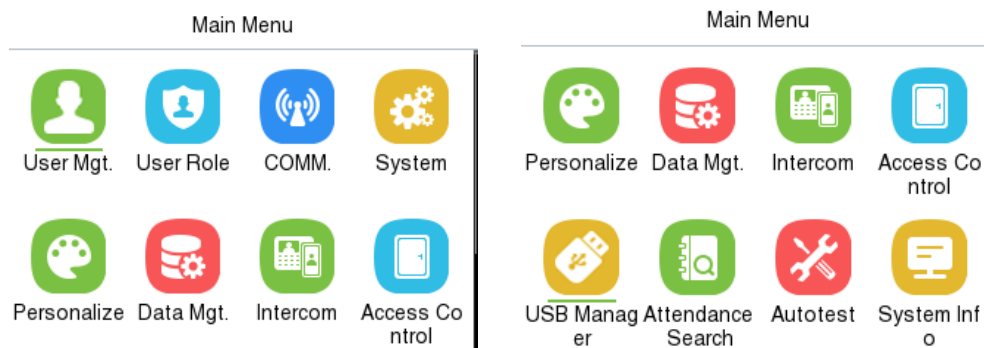 Main Menu
User Mgt. User Role COMM. System
Personalize Data Mgt. Intercom Access Co
ntrol
Main Menu
Personalize Data Mgt. Intercom Access Co
ntrol
USB Manag Attendance Autotest System Inf
er Search o